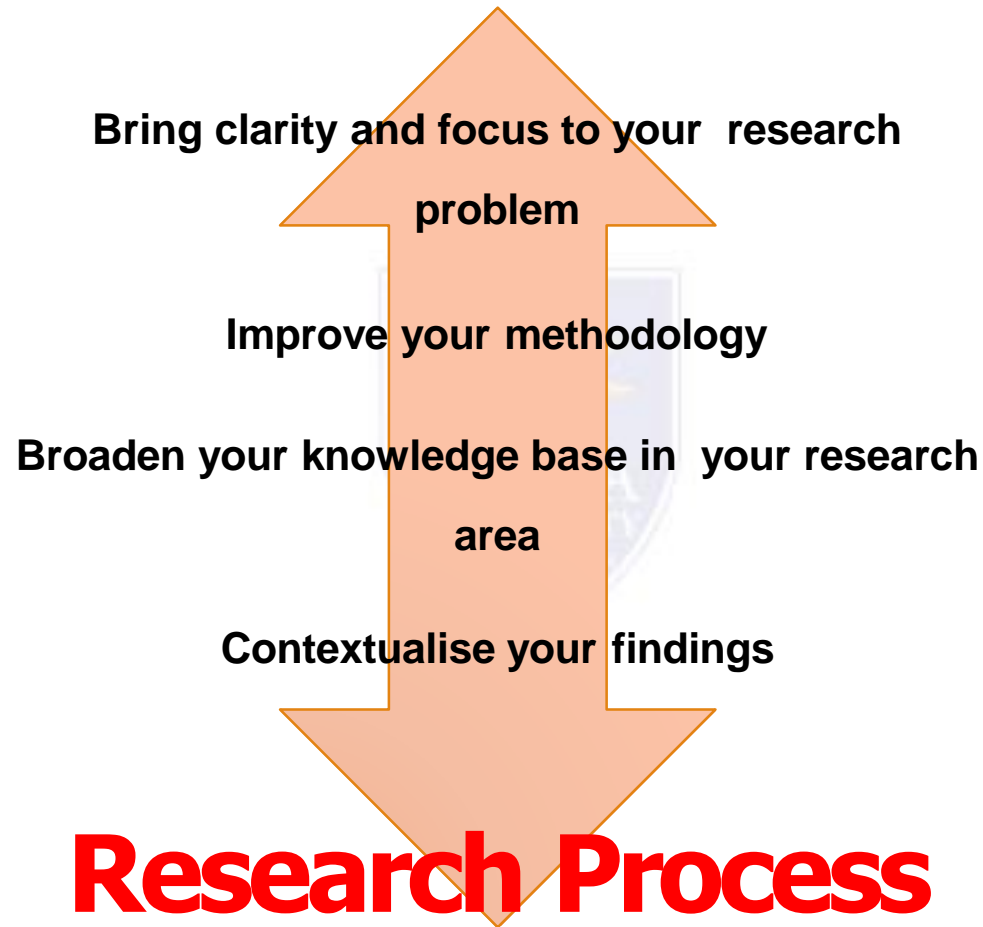 Bring clarity and focus to your research
problem
Improve your methodology
Broaden your knowledge base in your research
area
Contextualise your findings
Research Process